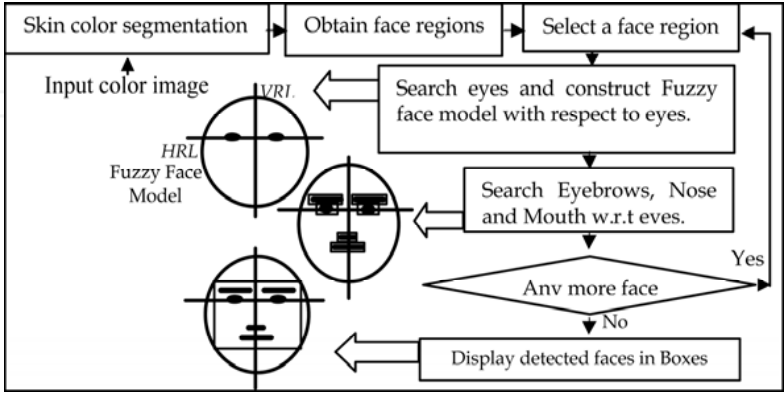 Skin color segmentation
Obtain face regions
Select a face region
Input color image
VRL
Search eyes and construct Fuzzy
face model with respect to eyes.
HRL
Fuzzy Face
Model
Search Eyebrows, Nose
and Mouth w.r.t eyes.
Yes
Any more face
No
Display detected faces in Boxes